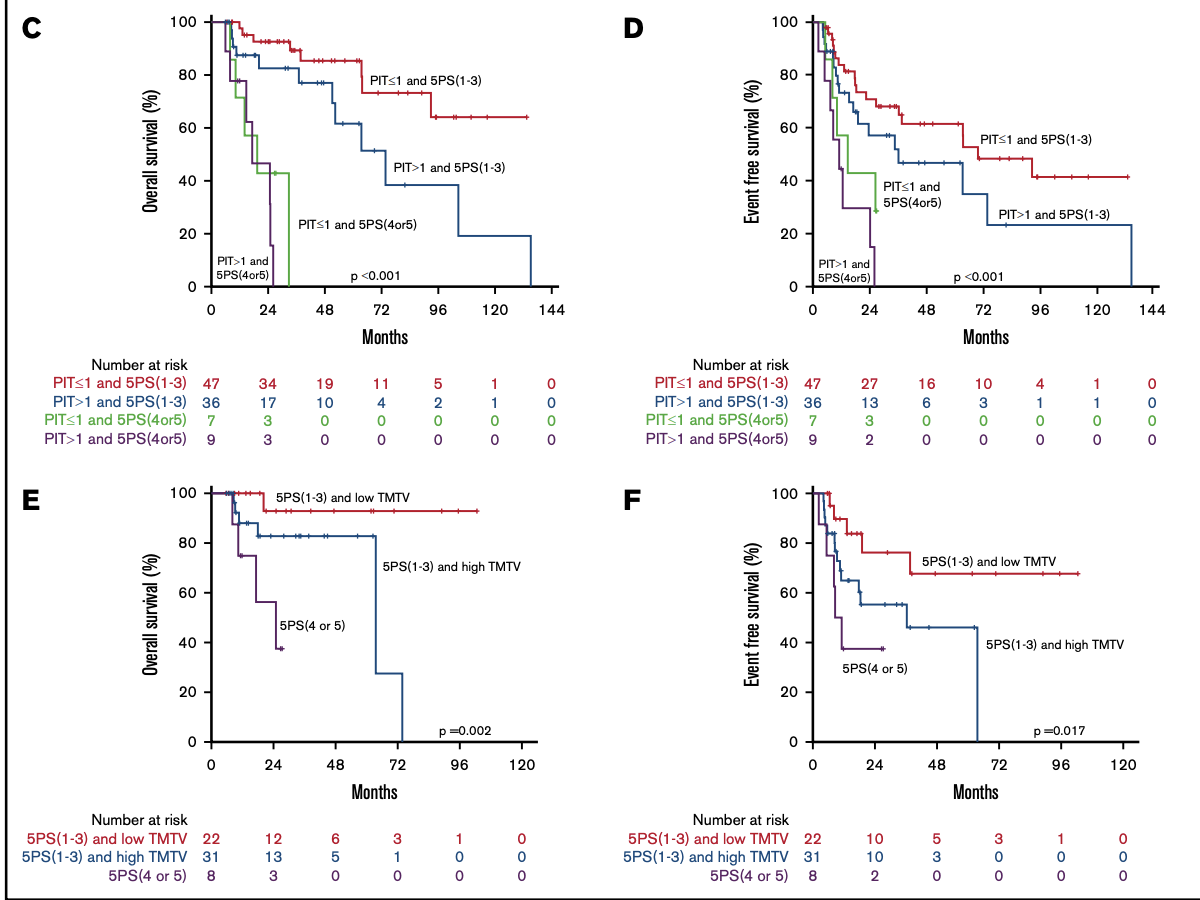 C
Overall survival (%)
100
80
60
40
20
0
PIT≤1 and 5PS(1-3)
PIT>1 and 5PS(1-3)
PIT≤1 and 5PS(4or5)
PIT>1 and
5PS(4or5)
p <0.001
0 24 48 72 96 120 144
Months
Number at risk
PIT≤1 and 5PS(1-3) 47 34 19 11 5 1 0
PIT>1 and 5PS(1-3) 36 17 10 4 2 1 0
PIT≤1 and 5PS(4or5) 7 3 0 0 0 0 0
PIT>1 and 5PS(4or5) 9 3 0 0 0 0 0
D
Event free survival (%)
100
80
60
40
20
0
PIT≤1 and 5PS(1-3)
PIT≤1 and
5PS(4or5)
PIT>1 and 5PS(1-3)
PIT>1 and
5PS(4or5)
p <0.001
0 24 48 72 96 120 144
Months
Number at risk
PIT≤1 and 5PS(1-3) 47 27 16 10 4 1 0
PIT>1 and 5PS(1-3) 36 13 6 3 1 1 0
PIT≤1 and 5PS(4or5) 7 3 0 0 0 0 0
PIT>1 and 5PS(4or5) 9 2 0 0 0 0 0
E
Overall survival (%)
100
80
60
40
20
0
5PS(1-3) and low TMTV
5PS(1-3) and high TMTV
5PS(4 or 5)
p =0.002
0 24 48 72 96 120
Months
Number at risk
5PS(1-3) and low TMTV 22 12 6 3 1 0
5PS(1-3) and high TMTV 31 13 5 1 0 0
5PS(4 or 5) 8 3 0 0 0 0
F
Event free survival (%)
100
80
60
40
20
0
5PS(1-3) and low TMTV
5PS(1-3) and high TMTV
5PS(4 or 5)
p =0.017
0 24 48 72 96 120
Months
Number at risk
5PS(1-3) and low TMTV 22 10 5 3 1 0
5PS(1-3) and high TMTV 31 10 3 0 0 0
5PS(4 or 5) 8 2 0 0 0 0